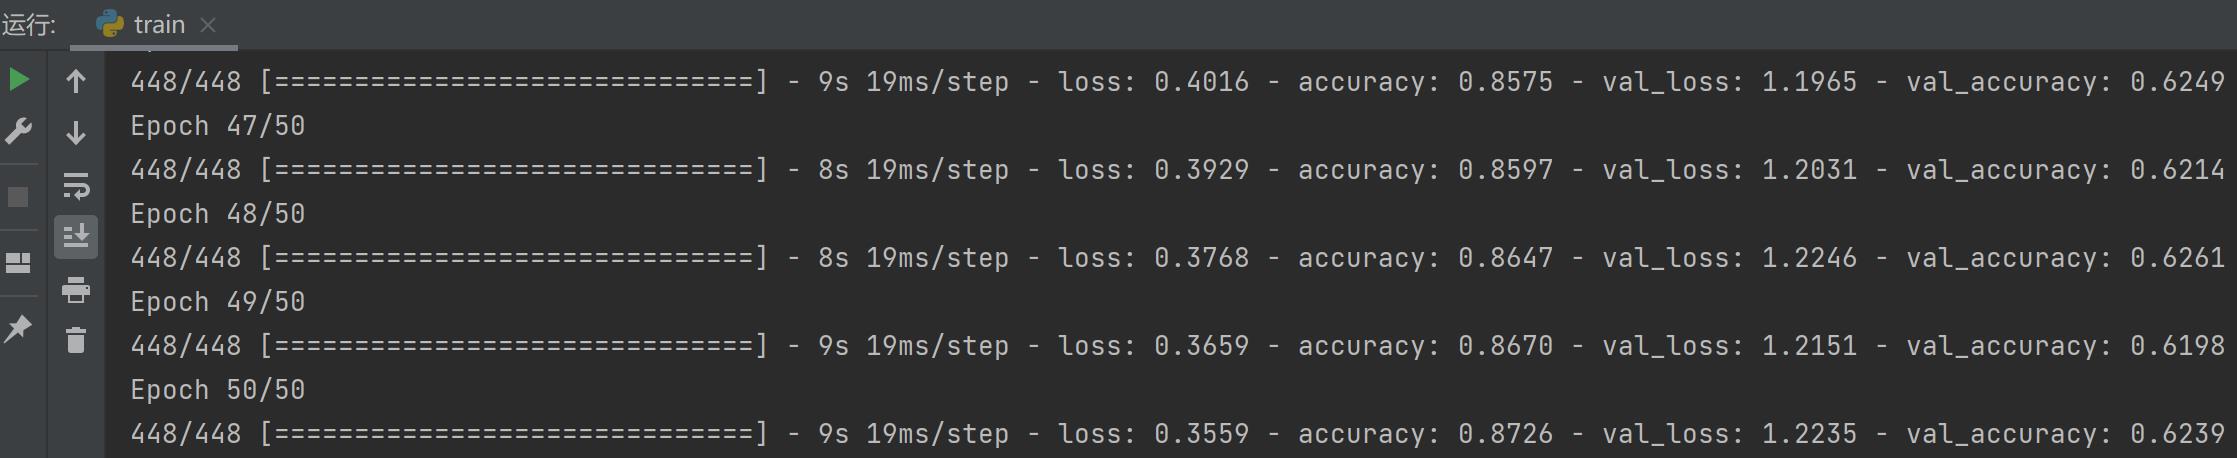 运行: train
448/448 [==============================] - 9s 19ms/step - loss: 0.4016 - accuracy: 0.8575 - val_loss: 1.1965 - val_accuracy: 0.6249
Epoch 47/50
448/448 [==============================] - 8s 19ms/step - loss: 0.3929 - accuracy: 0.8597 - val_loss: 1.2031 - val_accuracy: 0.6214
Epoch 48/50
448/448 [==============================] - 8s 19ms/step - loss: 0.3768 - accuracy: 0.8647 - val_loss: 1.2246 - val_accuracy: 0.6261
Epoch 49/50
448/448 [==============================] - 9s 19ms/step - loss: 0.3659 - accuracy: 0.8670 - val_loss: 1.2151 - val_accuracy: 0.6198
Epoch 50/50
448/448 [==============================] - 9s 19ms/step - loss: 0.3559 - accuracy: 0.8726 - val_loss: 1.2235 - val_accuracy: 0.6239